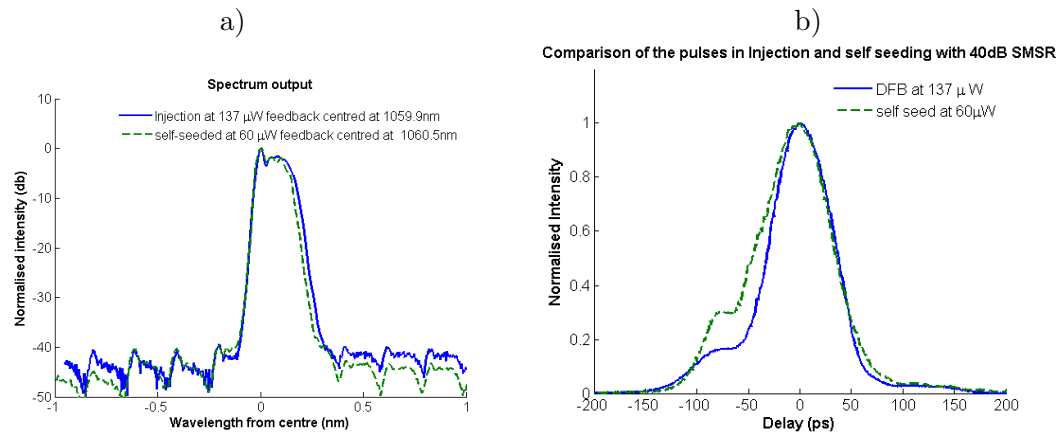 a)
Spectrum output
Injection at 137 μW feedback centred at 1059.9nm
self-seeded at 60 μW feedback centred at 1060.5nm
Normalised intensity (db)
10
0
-10
-20
-30
-40
-50
-1
-0.5
0
0.5
1
Wavelength from centre (nm)
b)
Comparison of the pulses in Injection and self seeding with 40dB SMSR
DFB at 137 μ W
self seed at 60μW
Normalised Intensity
1
0.8
0.6
0.4
0.2
0
-200
-150
-100
-50
0
50
100
150
200
Delay (ps)